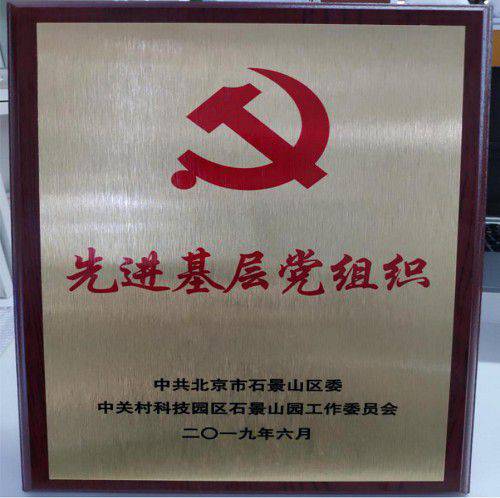 先进基层党组织
中共北京市石景山区委
中关村科技园区石景山园工作委员会
二〇一九年六月